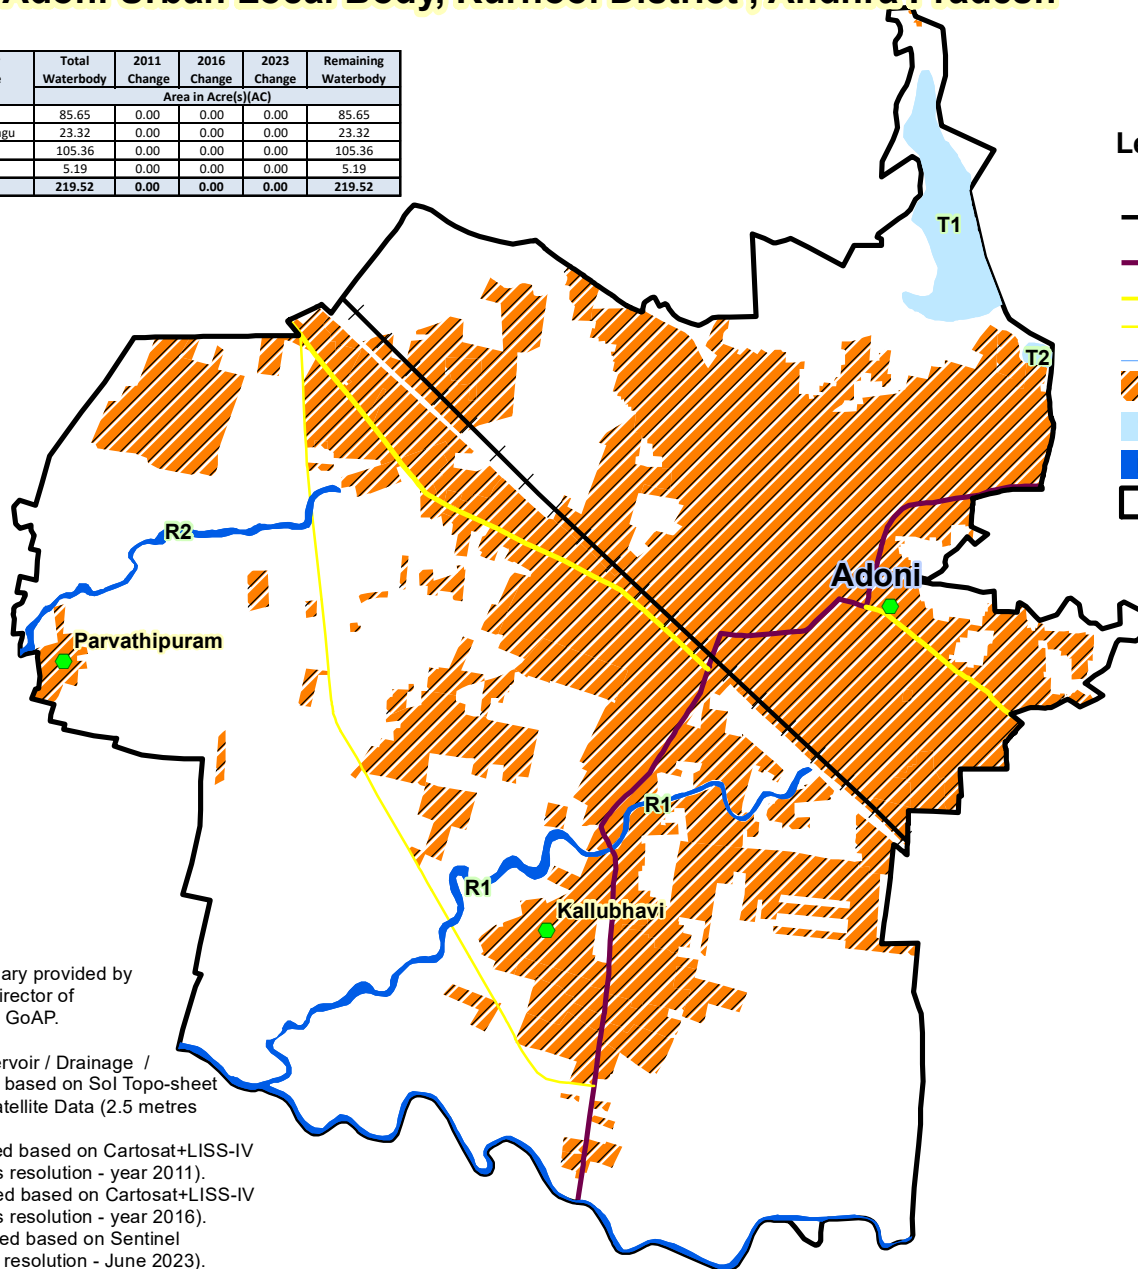 Adoni Urban Local Body, Kurnool District , Andhra Pradesh
Total 2011 2016 2023 Remaining
Waterbody Change Change Change Waterbody
Area in Acre(s)(AC)
85.65 0.00 0.00 0.00 85.65
23.32 0.00 0.00 0.00 23.32
105.36 0.00 0.00 0.00 105.36
5.19 0.00 0.00 0.00 5.19
219.52 0.00 0.00 0.00 219.52
T1
T2
R2
Adoni
Parvathipuram
R1
R1
Kallubhavi
ary provided by
irector of
GoAP.
ervoir / Drainage /
based on SoI Topo-sheet
atellite Data (2.5 metres
ed based on Cartosat+LISS-IV
s resolution - year 2011).
ed based on Cartosat+LISS-IV
s resolution - year 2016).
ed based on Sentinel
resolution - June 2023).